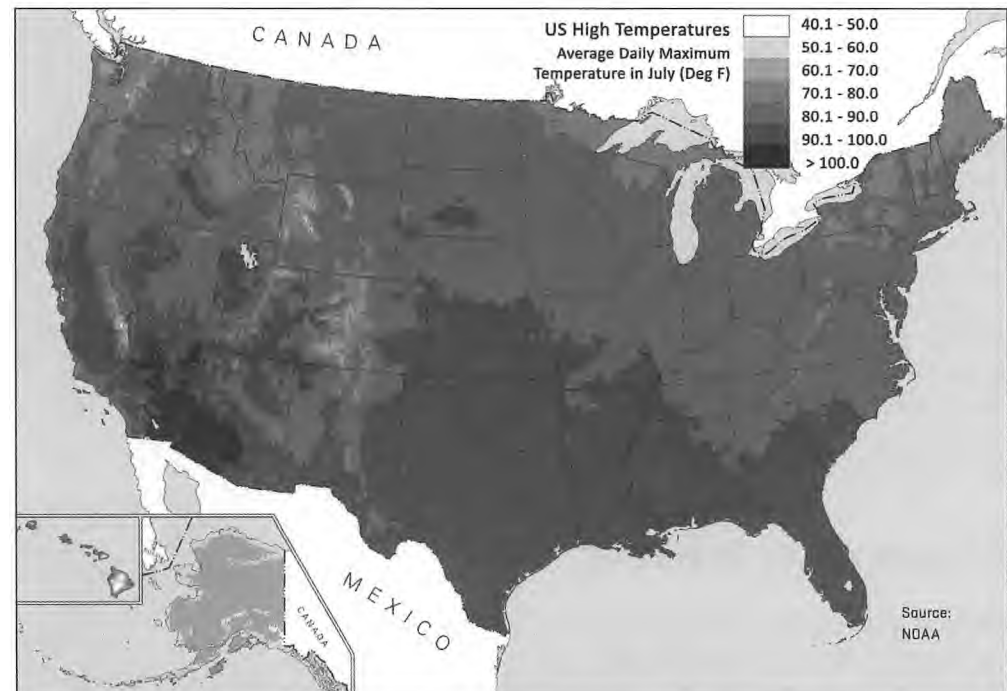 CANADA
US High Temperatures
Average Daily Maximum
Temperature in July (Deg F)
40.1 - 50.0
50.1 - 60.0
60.1 - 70.0
70.1 - 80.0
80.1 - 90.0
90.1 - 100.0
> 100.0
MEXICO
CANADA
Source:
NOAA